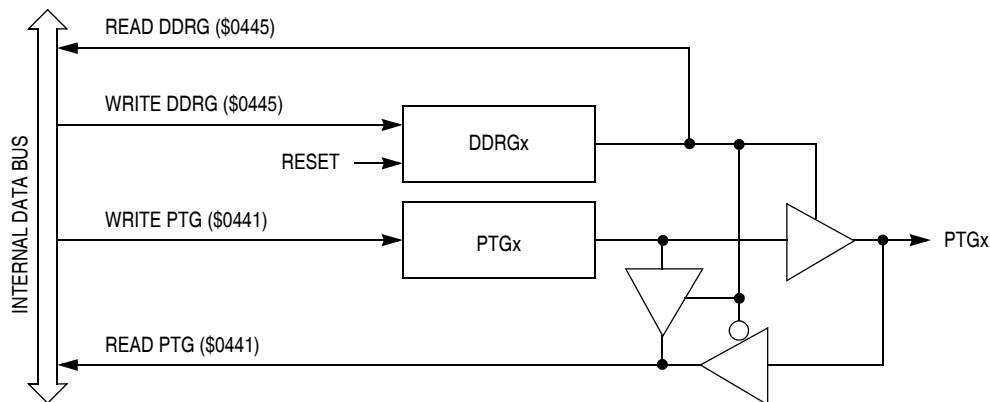 READ DDRG ($0445)
WRITE DDRG ($0445)
DDRGx
RESET
WRITE PTG ($0441)
PTGx
PTGx
READ PTG ($0441)
INTERNAL DATA BUS